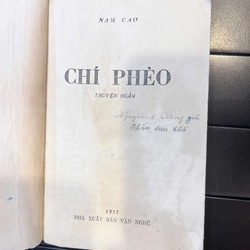 NAM CAO
CHÍ PHÈO
TRUYỆN NGẮN
1957
NHÀ XUẤT BẢN VĂN NGHỆ